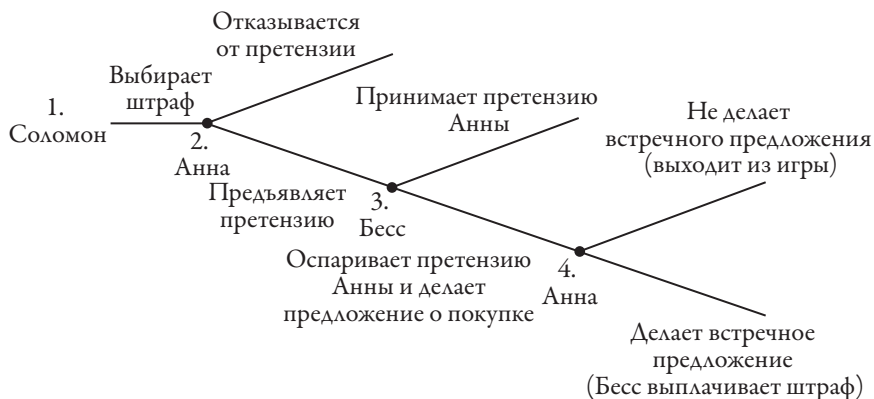 Отказывается
от претензии
Выбирает
штраф
1.
Соломон
2.
Анна
Принимает претензию
Анны
Предъявляет
претензию
3.
Бесс
Не делает
встречного предложения
(выходит из игры)
Оспаривает претензию
Анны и делает
предложение о покупке
4.
Анна
Делает встречное
предложение
(Бесс выплачивает штраф)